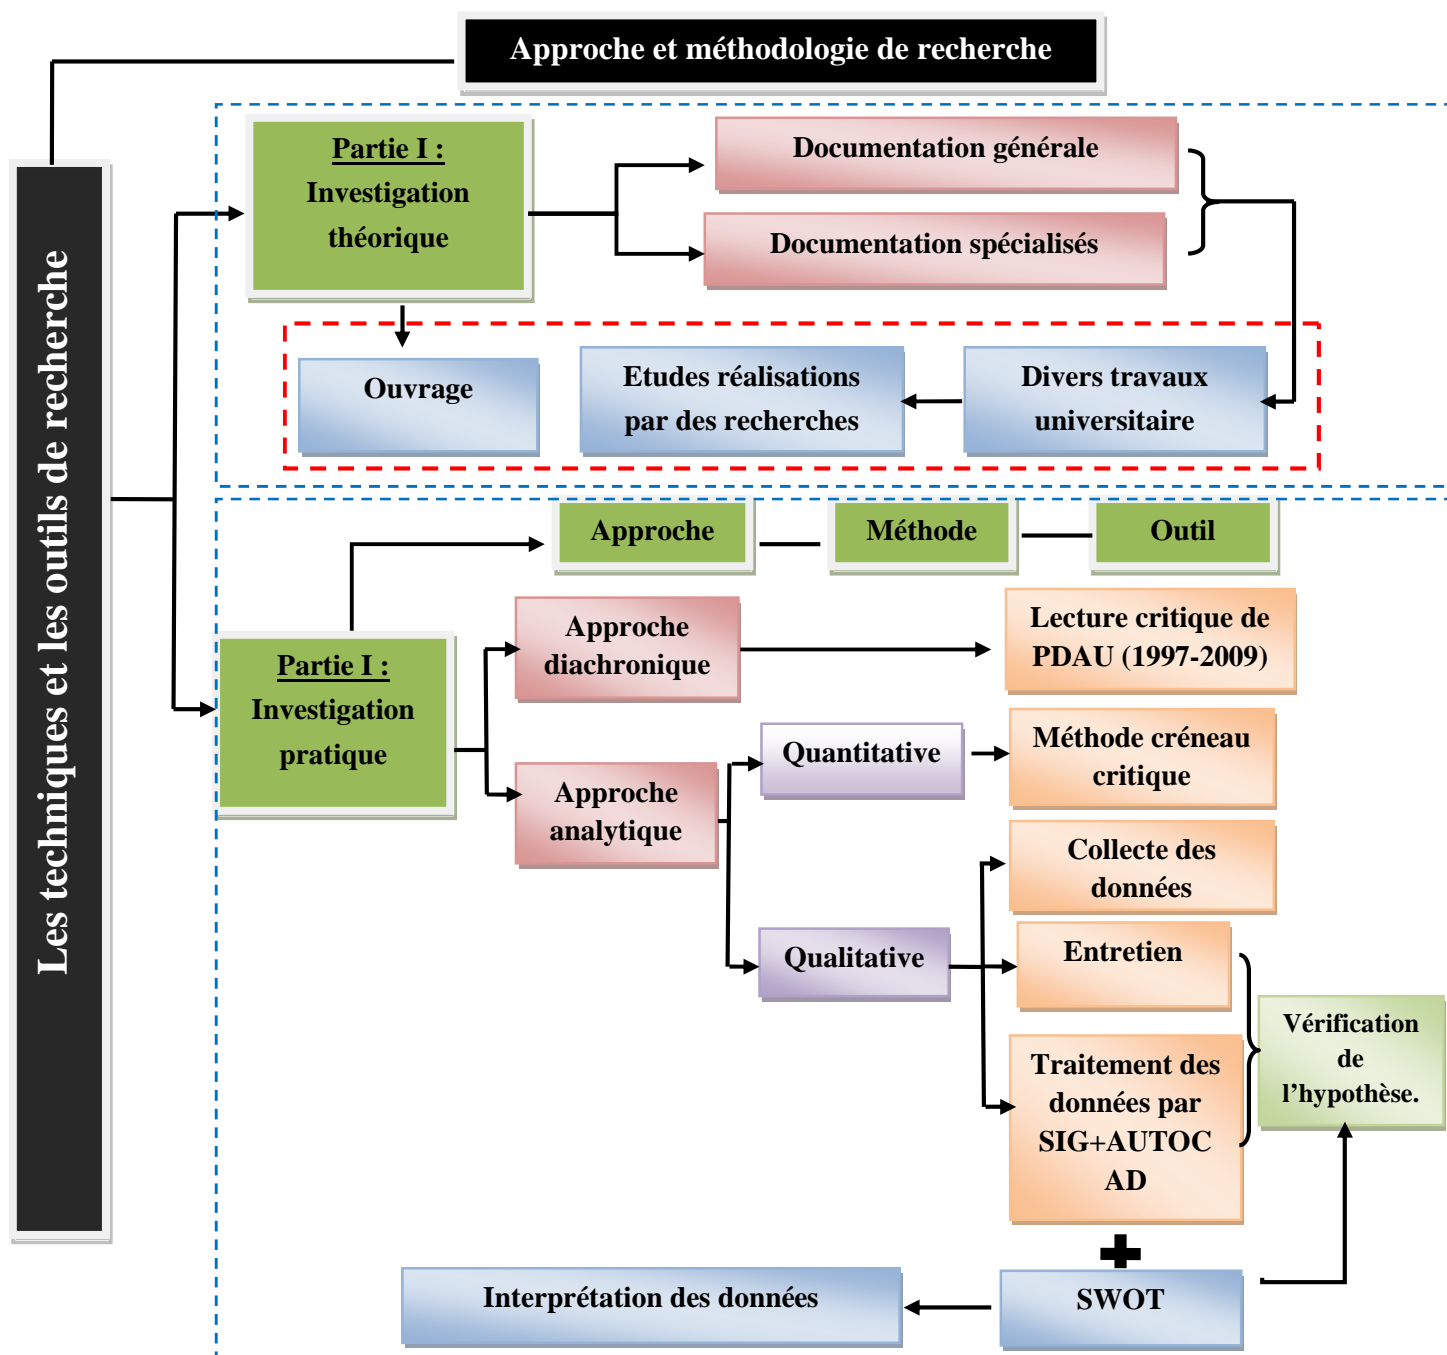 Approche et méthodologie de recherche
Les techniques et les outils de recherche
Partie I :
Investigation
théorique
Documentation générale
Documentation spécialisés
Ouvrage
Etudes réalisations
par des recherches
Divers travaux
universitaire
Approche
Méthode
Outil
Partie I :
Investigation
pratique
Approche
diachronique
Lecture critique de
PDAU (1997-2009)
Approche
analytique
Quantitative
Méthode créneau
critique
Qualitative
Collecte des
données
Entretien
Traitement des
données par
SIG+AUTOC
AD
Vérification
de
l'hypothèse.
SWOT
Interprétation des données